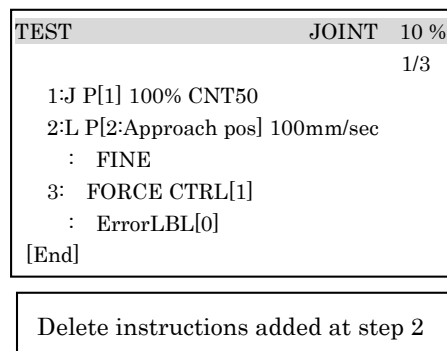 TEST JOINT 10 %
1/3
1:J P[1] 100% CNT50
2:L P[2:Approach pos] 100mm/sec
: FINE
3: FORCE CTRL[1]
: ErrorLBL[0]
[End]
Delete instructions added at step 2